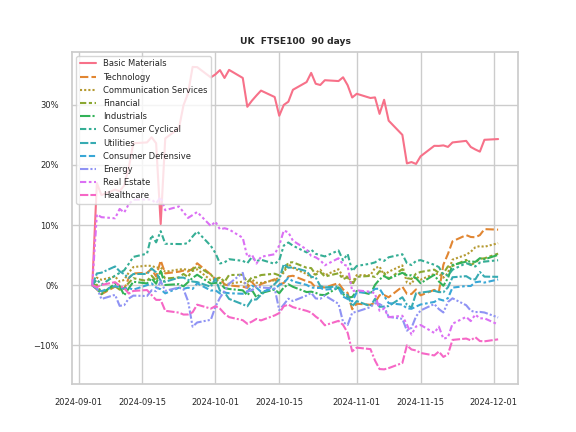 UK  FTSE100  90 days
Basic Materials
Technology
Communication Services
Financial
Industrials
Consumer Cyclical
Utilities
Consumer Defensive
Energy
Real Estate
Healthcare
30%
20%
10%
0%
−10%
2024-09-01 2024-09-15 2024-10-01 2024-10-15 2024-11-01 2024-11-15 2024-12-01